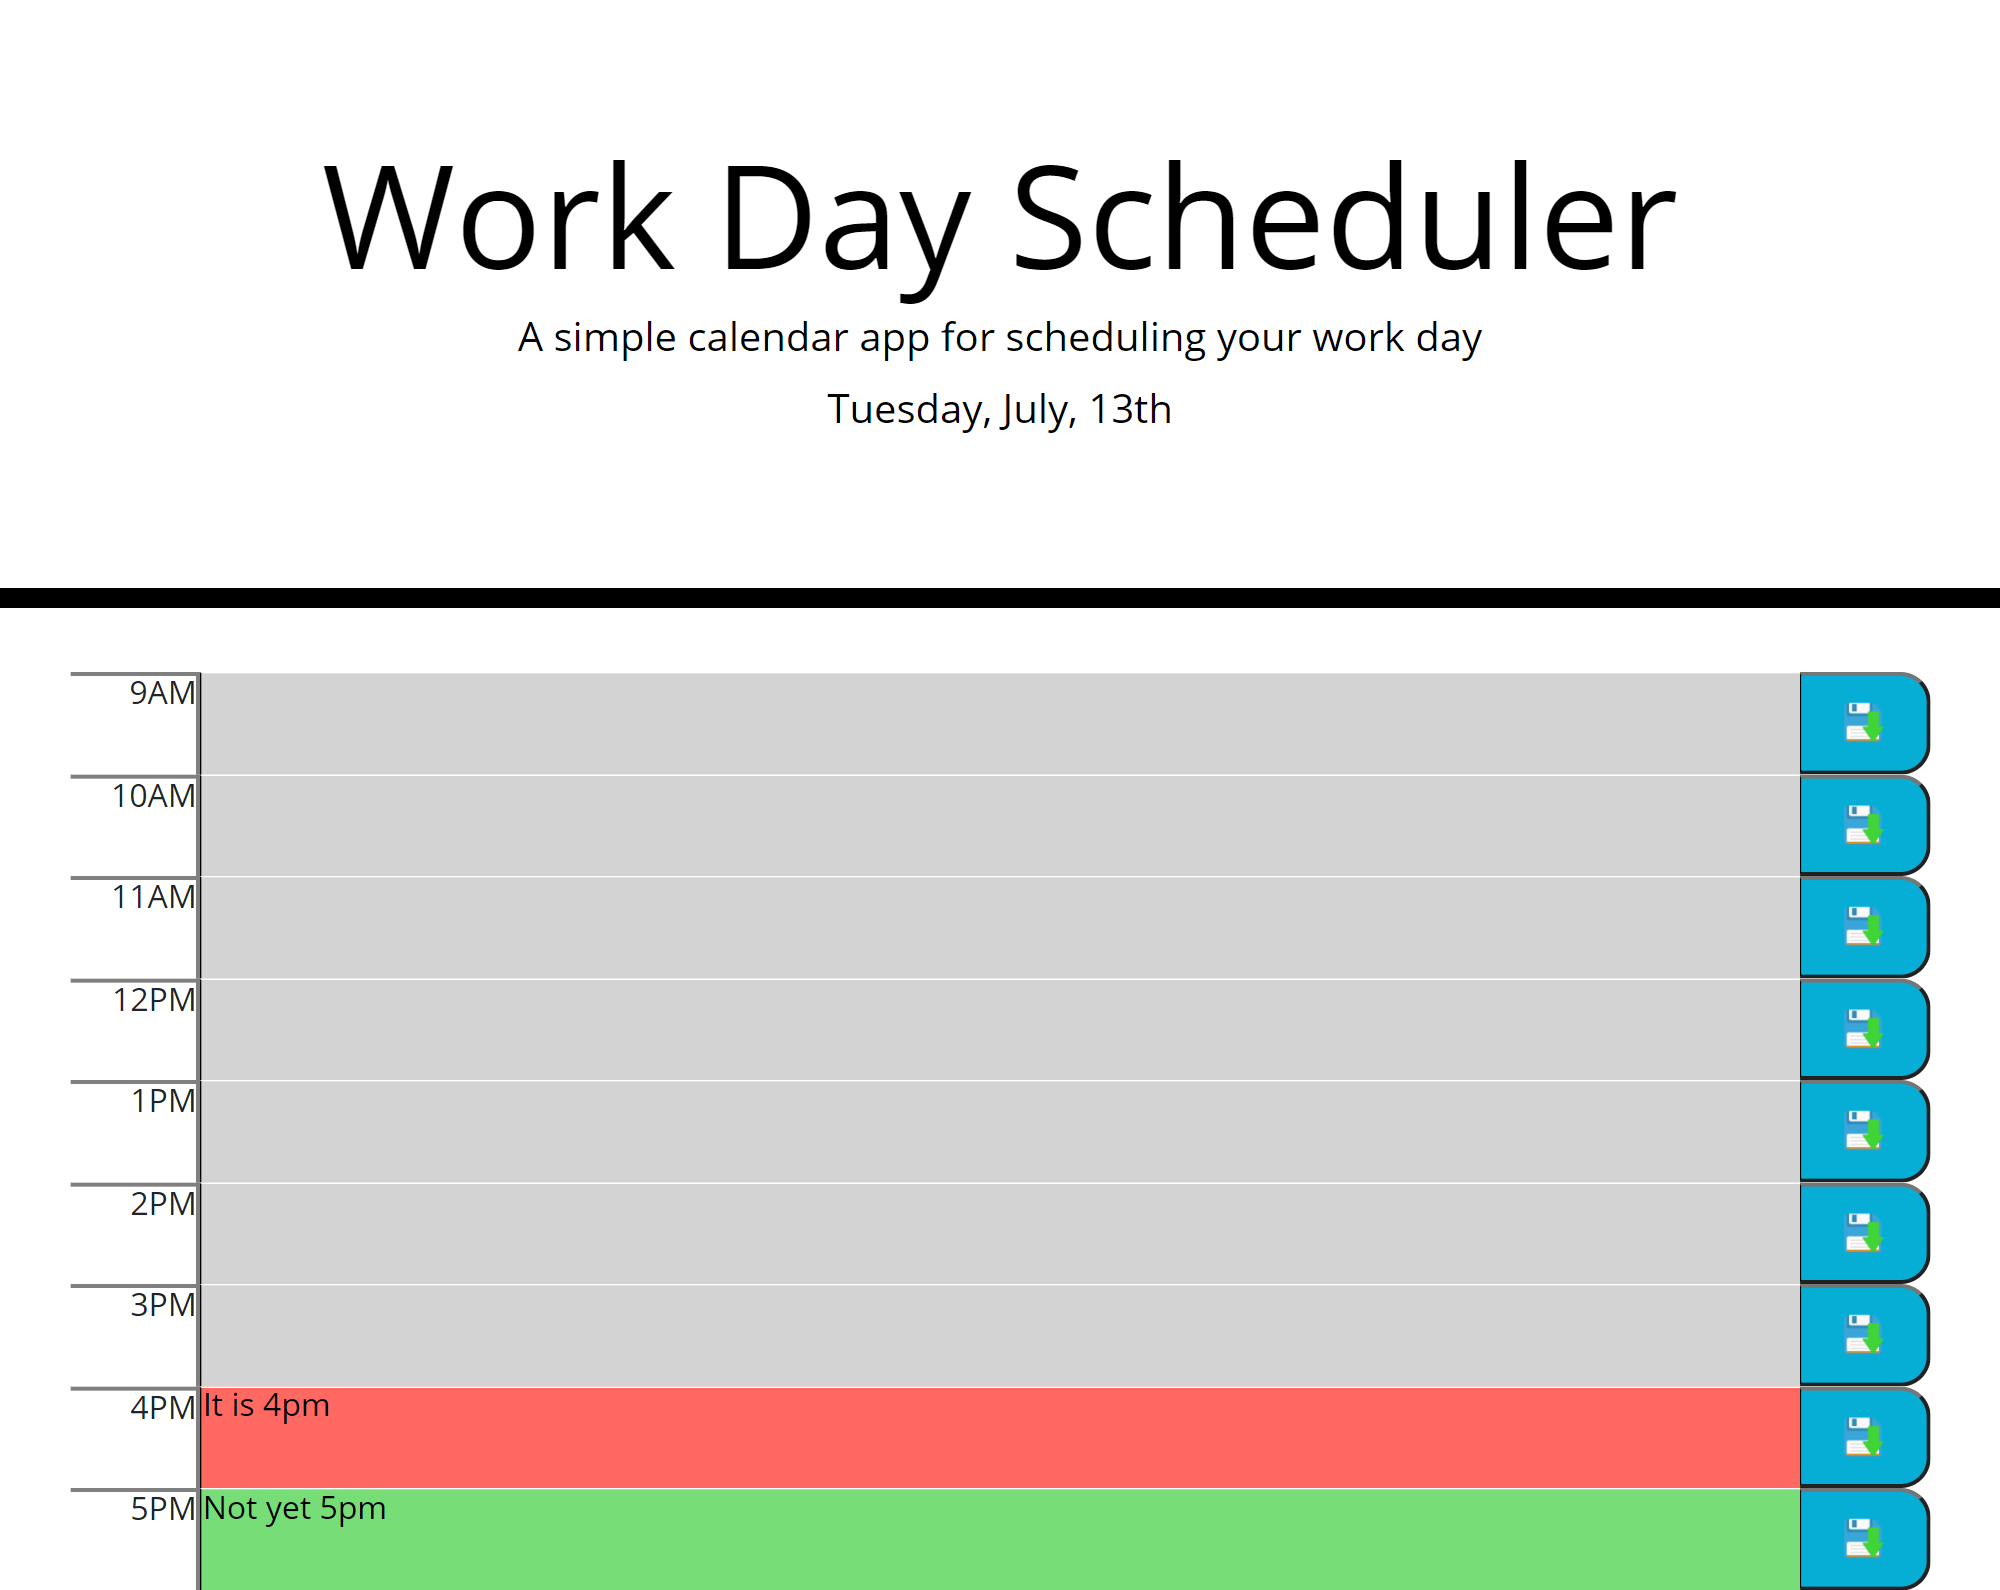 Work Day Scheduler
A simple calendar app for scheduling your work day
Tuesday, July, 13th
9AM
10AM
11AM
12PM
1PM
2PM
3PM
4PM It is 4pm
5PM Not yet 5pm